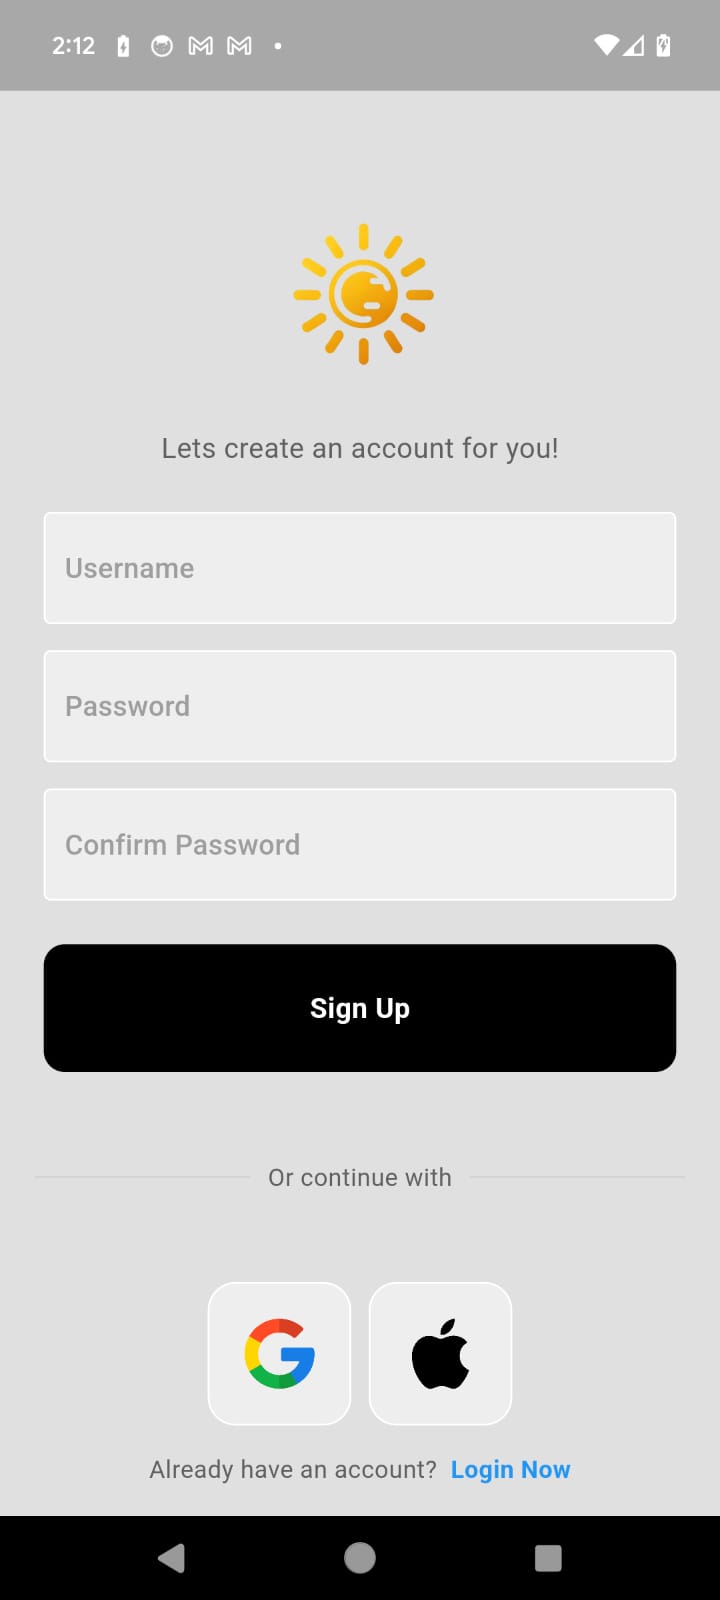 2:12
Lets create an account for you!
Username
Password
Confirm Password
Sign Up
Or continue with
Already have an account? Login Now